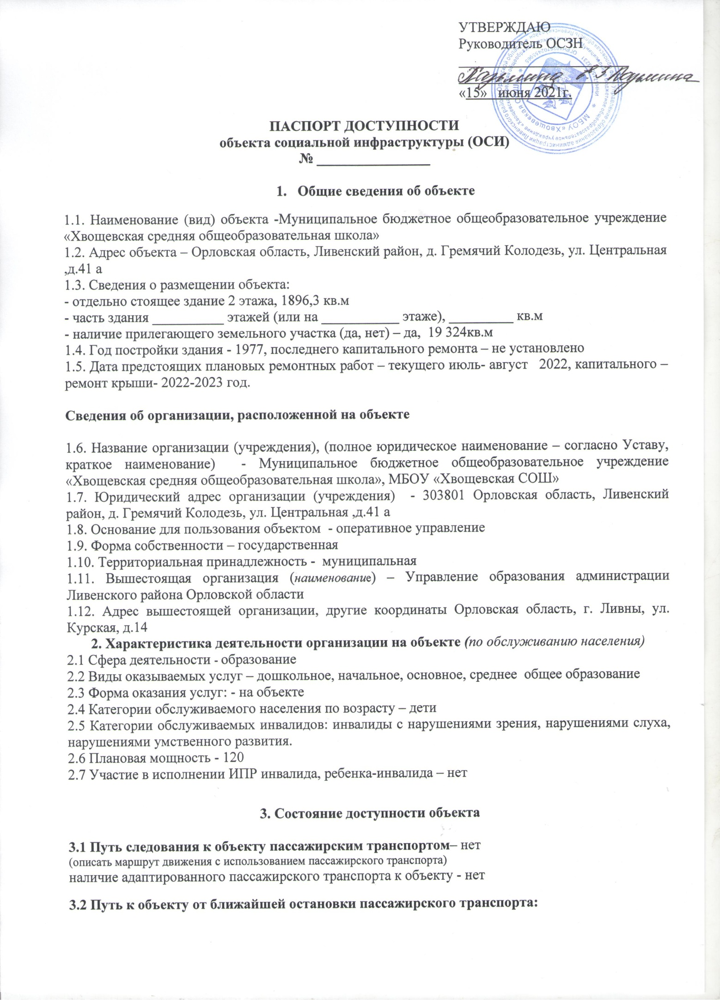 УТВЕРЖДАЮ
Руководитель ОСЗН
«15» июня 2021г.
МБОУ «Хвощевская СОШ»
ПАСПОРТ ДОСТУПНОСТИ
объекта социальной инфраструктуры (ОСИ)
№ ________________
1. Общие сведения об объекте
1.1. Наименование (вид) объекта -Муниципальное бюджетное общеобразовательное учреждение
«Хвощевская средняя общеобразовательная школа»
1.2. Адрес объекта – Орловская область, Ливенский район, д. Гремячий Колодезь, ул. Центральная
,д.41 а
1.3. Сведения о размещении объекта:
- отдельно стоящее здание 2 этажа, 1896,3 кв.м
- часть здания ___________ этажей (или на ____________ этаже), __________ кв.м
- наличие прилегающего земельного участка (да, нет) – да, 19 324кв.м
1.4. Год постройки здания - 1977, последнего капитального ремонта – не установлено
1.5. Дата предстоящих плановых ремонтных работ – текущего июль- август 2022, капитального –
ремонт крыши- 2022-2023 год.
Сведения об организации, расположенной на объекте
1.6. Название организации (учреждения), (полное юридическое наименование – согласно Уставу,
краткое наименование) - Муниципальное бюджетное общеобразовательное учреждение
«Хвощевская средняя общеобразовательная школа», МБОУ «Хвощевская СОШ»
1.7. Юридический адрес организации (учреждения) - 303801 Орловская область, Ливенский
район, д. Гремячий Колодезь, ул. Центральная ,д.41 а
1.8. Основание для пользования объектом - оперативное управление
1.9. Форма собственности – государственная
1.10. Территориальная принадлежность - муниципальная
1.11. Вышестоящая организация (наименование) – Управление образования администрации
Ливенского района Орловской области
1.12. Адрес вышестоящей организации, другие координаты Орловская область, г. Ливны, ул.
Курская, д.14
2. Характеристика деятельности организации на объекте (по обслуживанию населения)
2.1 Сфера деятельности - образование
2.2 Виды оказываемых услуг – дошкольное, начальное, основное, среднее общее образование
2.3 Форма оказания услуг: - на объекте
2.4 Категории обслуживаемого населения по возрасту – дети
2.5 Категории обслуживаемых инвалидов: инвалиды с нарушениями зрения, нарушениями слуха,
нарушениями умственного развития.
2.6 Плановая мощность - 120
2.7 Участие в исполнении ИПР инвалида, ребенка-инвалида – нет
3. Состояние доступности объекта
3.1 Путь следования к объекту пассажирским транспортом– нет
(описать маршрут движения с использованием пассажирского транспорта)
наличие адаптированного пассажирского транспорта к объекту - нет
3.2 Путь к объекту от ближайшей остановки пассажирского транспорта: